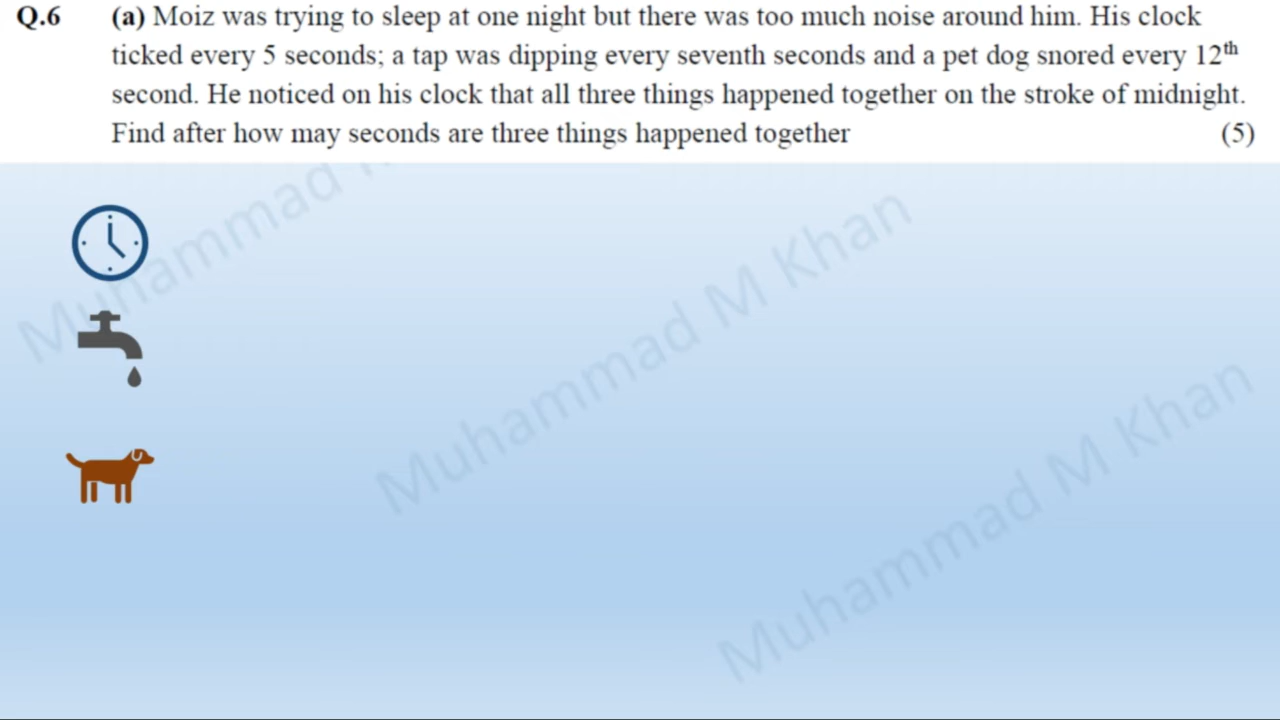 Q.6 (a) Moiz was trying to sleep at one night but there was too much noise around him. His clock
ticked every 5 seconds; a tap was dipping every seventh seconds and a pet dog snored every 12th
second. He noticed on his clock that all three things happened together on the stroke of midnight.
Find after how may seconds are three things happened together (5)
Muhammad M
Muhammad M Khan
Muhammad M Khan